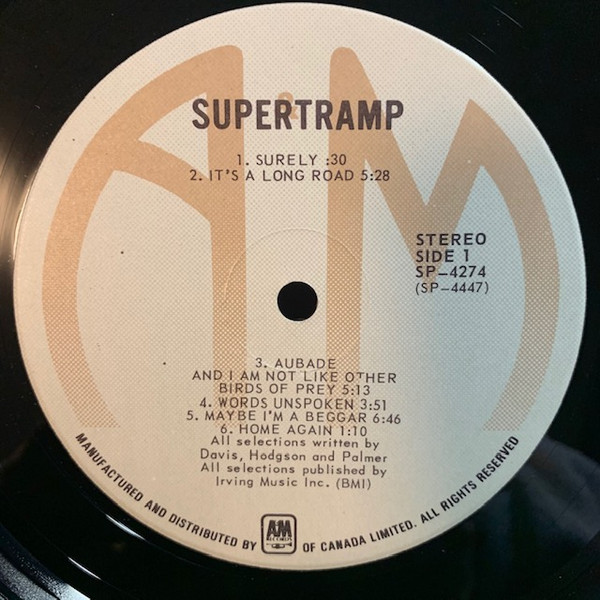 &
SUPERTRAMP
1. SURELY :30
2. IT'S A LONG ROAD 5:28
STEREO
SIDE 1
SP-4274
(SP-4447)
3. AUBADE
AND I AM NOT LIKE OTHER
BIRDS OF PREY 5:13
4. WORDS UNSPOKEN 3:51
5. MAYBE I'M A BEGGAR 6:46
6. HOME AGAIN 1:10
All selections written by
Davis, Hodgson and Palmer
All selections published by
Irving Music Inc. (BMI)
MANUFACTURED AND DISTRIBUTED BY A&M RECORDS OF CANADA LIMITED. ALL RIGHTS RESERVED